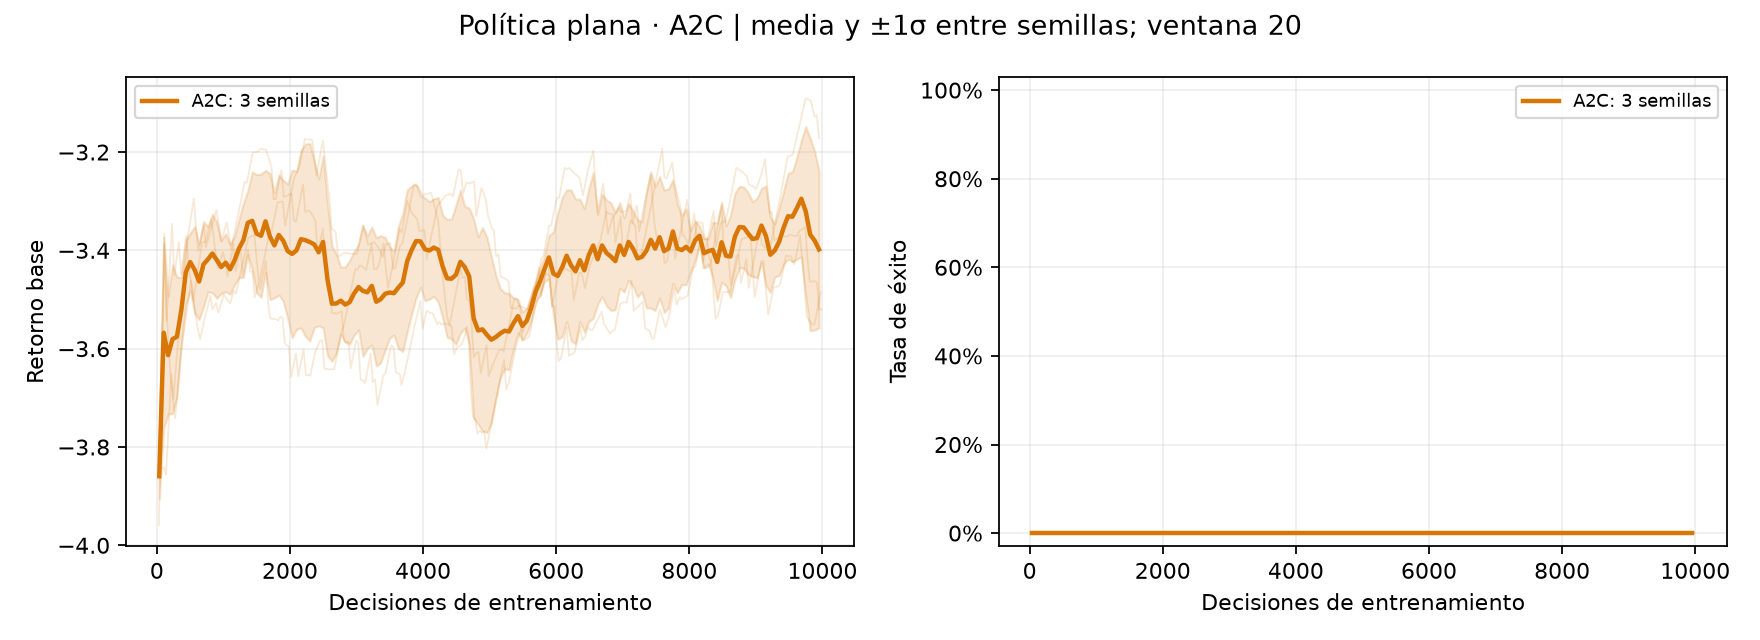 Política plana · A2C | media y ±1σ entre semillas; ventana 20
A2C: 3 semillas
Retorno base
−3.2
−3.4
−3.6
−3.8
−4.0
0 2000 4000 6000 8000 10000
Decisiones de entrenamiento
A2C: 3 semillas
Tasa de éxito
100%
80%
60%
40%
20%
0%
0 2000 4000 6000 8000 10000
Decisiones de entrenamiento